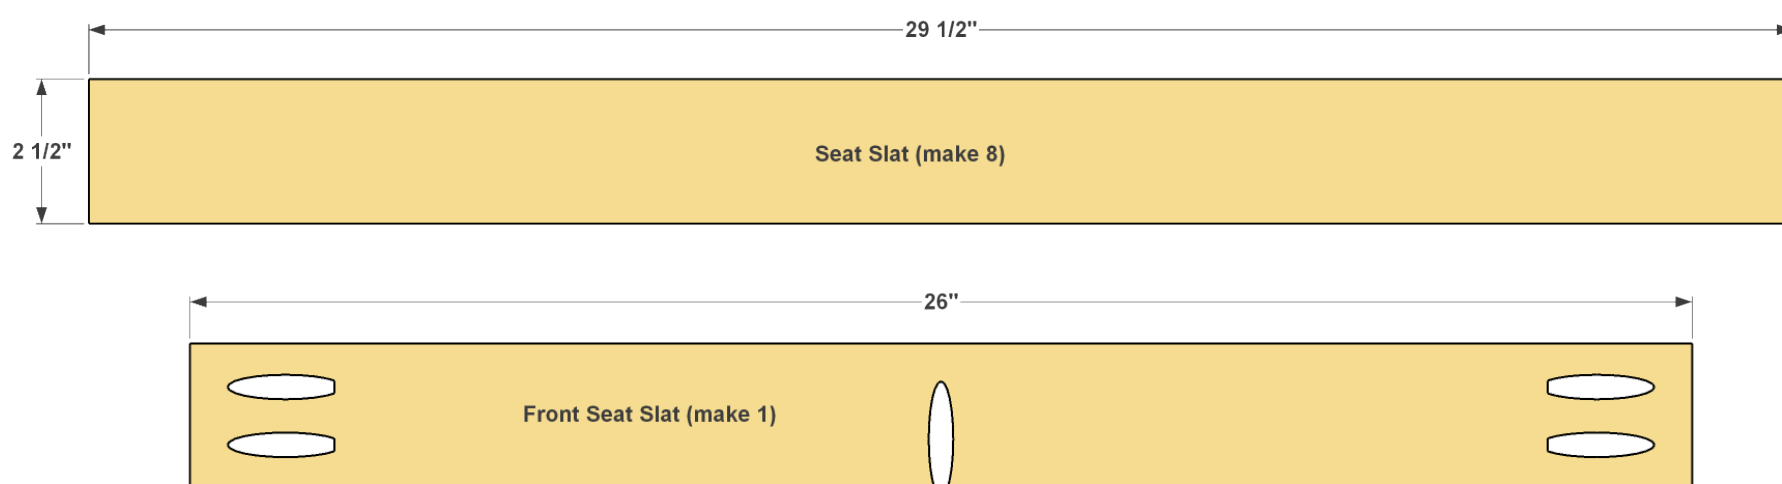 29 1/2"
2 1/2"
Seat Slat (make 8)
26"
Front Seat Slat (make 1)